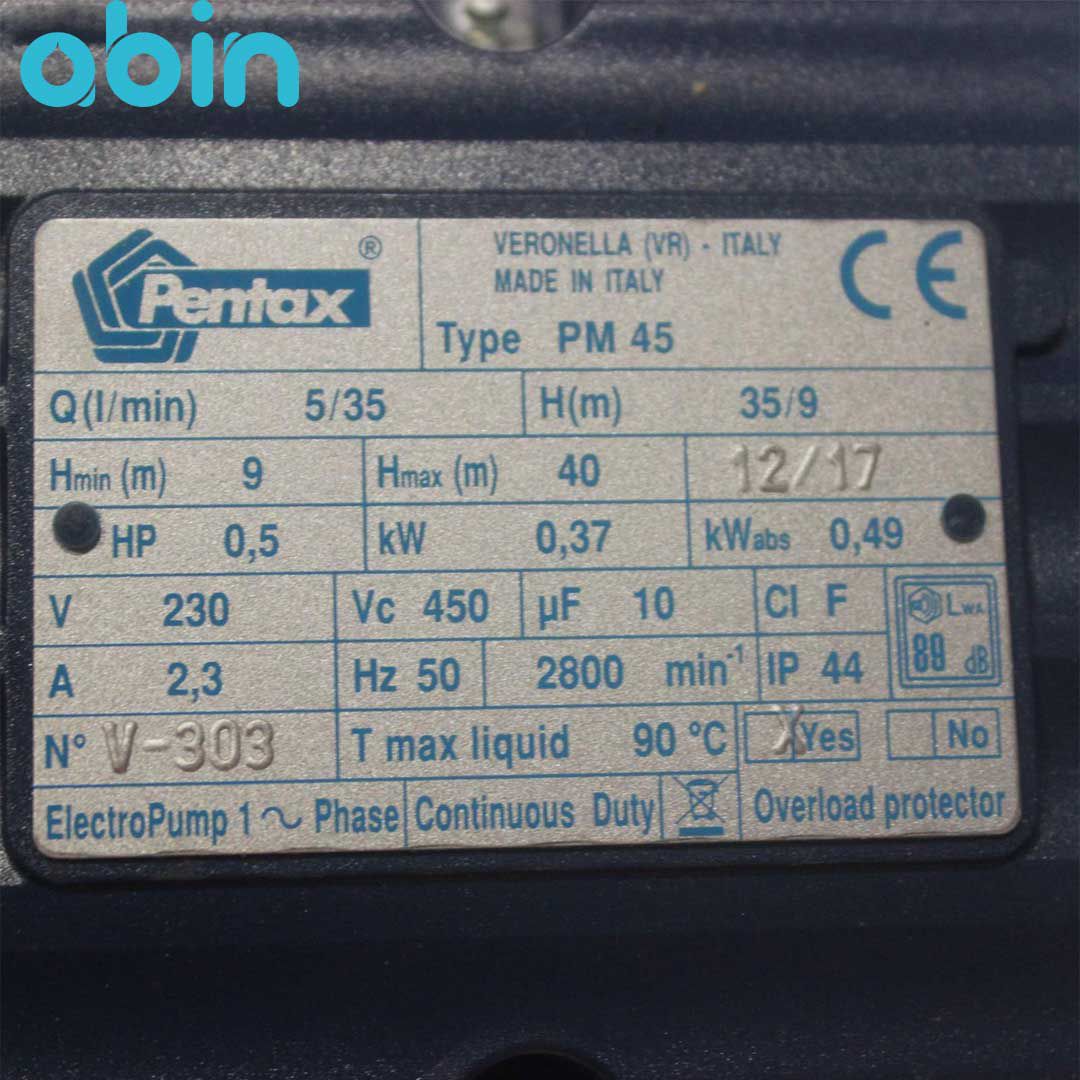 abin
Pentax ®
VERONELLA (VR) - ITALY
MADE IN ITALY
Type PM 45
Q(l/min) 5/35 H(m) 35/9
Hmin (m) 9 Hmax (m) 40 12/17
HP 0,5 kW 0,37 kWabs 0,49
V 230 Vc 450 µF 10 Cl F
LWA
A 2,3 Hz 50 2800 min-1 IP 44
dB
N° V-303 T max liquid 90 °C X Yes No
ElectroPump 1 ~ Phase Continuous Duty Overload protector
CE